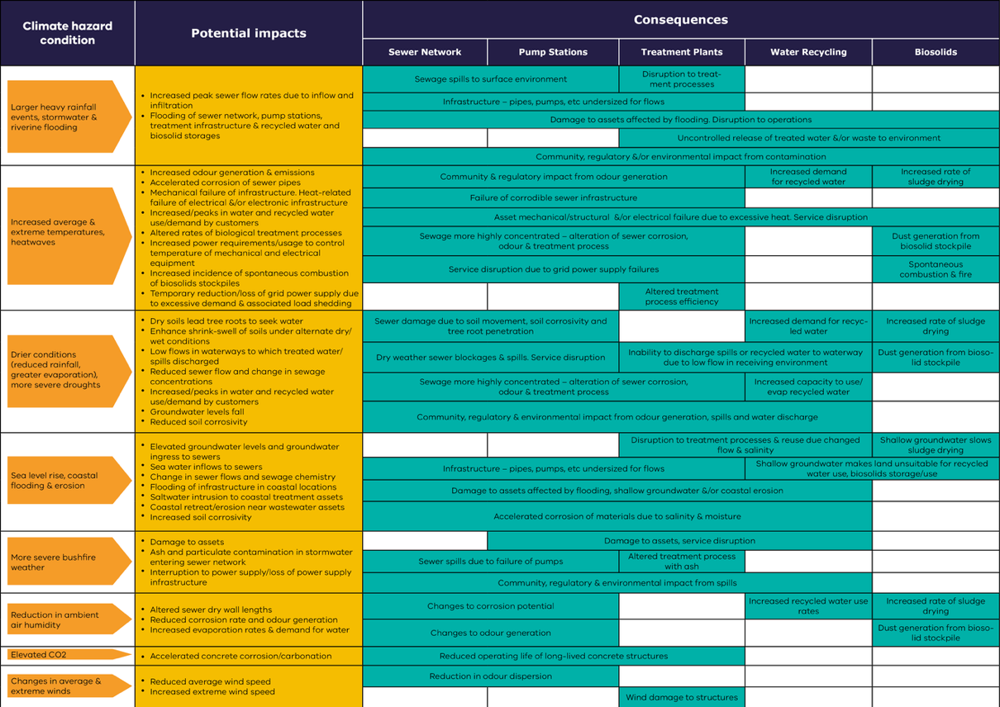 Climate hazard
condition
Potential impacts
Consequences
Sewer Network
Pump Stations
Treatment Plants
Water Recycling
Biosolids
Larger heavy rainfall
events, stormwater &
riverine flooding
• Increased peak sewer flow rates due to inflow and
infiltration
• Flooding of sewer network, pump stations,
treatment infrastructure & recycled water and
biosolid storages
Sewage spills to surface environment
Disruption to treat-
ment processes
Infrastructure – pipes, pumps, etc undersized for flows
Damage to assets affected by flooding. Disruption to operations
Uncontrolled release of treated water &/or waste to environment
Community, regulatory &/or environmental impact from contamination
Increased average &
extreme temperatures,
heatwaves
• Increased odour generation & emissions
• Accelerated corrosion of sewer pipes
• Mechanical failure of infrastructure. Heat-related
failure of electrical &/or electronic infrastructure
• Increased/peaks in water and recycled water
use/demand by customers
• Altered rates of biological treatment processes
• Increased power requirements/usage to control
temperature of mechanical and electrical
equipment
• Increased incidence of spontaneous combustion
of biosolids stockpiles
• Temporary reduction/loss of grid power supply due
to excessive demand & associated load shedding
Community & regulatory impact from odour generation
Increased demand
for recycled water
Increased rate of
sludge drying
Failure of corrodible sewer infrastructure
Asset mechanical/structural &/or electrical failure due to excessive heat. Service disruption
Sewage more highly concentrated – alteration of sewer corrosion,
odour & treatment process
Dust generation from
biosolid stockpile
Service disruption due to grid power supply failures
Spontaneous
combustion & fire
Altered treatment
process efficiency
Drier conditions
(reduced rainfall,
greater evaporation),
more severe droughts
• Dry soils lead tree roots to seek water
• Enhance shrink-swell of soils under alternate dry/
wet conditions
• Low flows in waterways to which treated water/
spills discharged
• Reduced sewer flow and change in sewage
concentrations
• Increased/peaks in water and recycled water
use/demand by customers
• Groundwater levels fall
• Reduced soil corrosivity
Sewer damage due to soil movement, soil corrosivity and
tree root penetration
Increased demand for recyc-
led water
Increased rate of sludge
drying
Dry weather sewer blockages & spills. Service disruption
Inability to discharge spills or recycled water to waterway
due to low flow in receiving environment
Dust generation from bioso-
lid stockpile
Sewage more highly concentrated – alteration of sewer corrosion,
odour & treatment process
Increased capacity to use/
evap recycled water
Community, regulatory & environmental impact from odour generation, spills and water discharge
Sea level rise, coastal
flooding & erosion
• Elevated groundwater levels and groundwater
ingress to sewers
• Sea water inflows to sewers
• Change in sewer flows and sewage chemistry
• Flooding of infrastructure in coastal locations
• Saltwater intrusion to coastal treatment assets
• Coastal retreat/erosion near wastewater assets
• Increased soil corrosivity
Disruption to treatment processes & reuse due changed
flow & salinity
Shallow groundwater slows
sludge drying
Infrastructure – pipes, pumps, etc undersized for flows
Shallow groundwater makes land unsuitable for recycled
water use, biosolids storage/use
Damage to assets affected by flooding, shallow groundwater &/or coastal erosion
Accelerated corrosion of materials due to salinity & moisture
More severe bushfire
weather
• Damage to assets
• Ash and particulate contamination in stormwater
entering sewer network
• Interruption to power supply/loss of power supply
infrastructure
Damage to assets, service disruption
Sewer spills due to failure of pumps
Altered treatment process
with ash
Community, regulatory & environmental impact from spills
Reduction in ambient
air humidity
• Altered sewer dry wall lengths
• Reduced corrosion rate and odour generation
• Increased evaporation rates & demand for water
Changes to corrosion potential
Increased recycled water use
rates
Increased rate of sludge
drying
Changes to odour generation
Dust generation from bioso-
lid stockpile
Elevated CO2
• Accelerated concrete corrosion/carbonation
Reduced operating life of long-lived concrete structures
Changes in average &
extreme winds
• Reduced average wind speed
• Increased extreme wind speed
Reduction in odour dispersion
Wind damage to structures